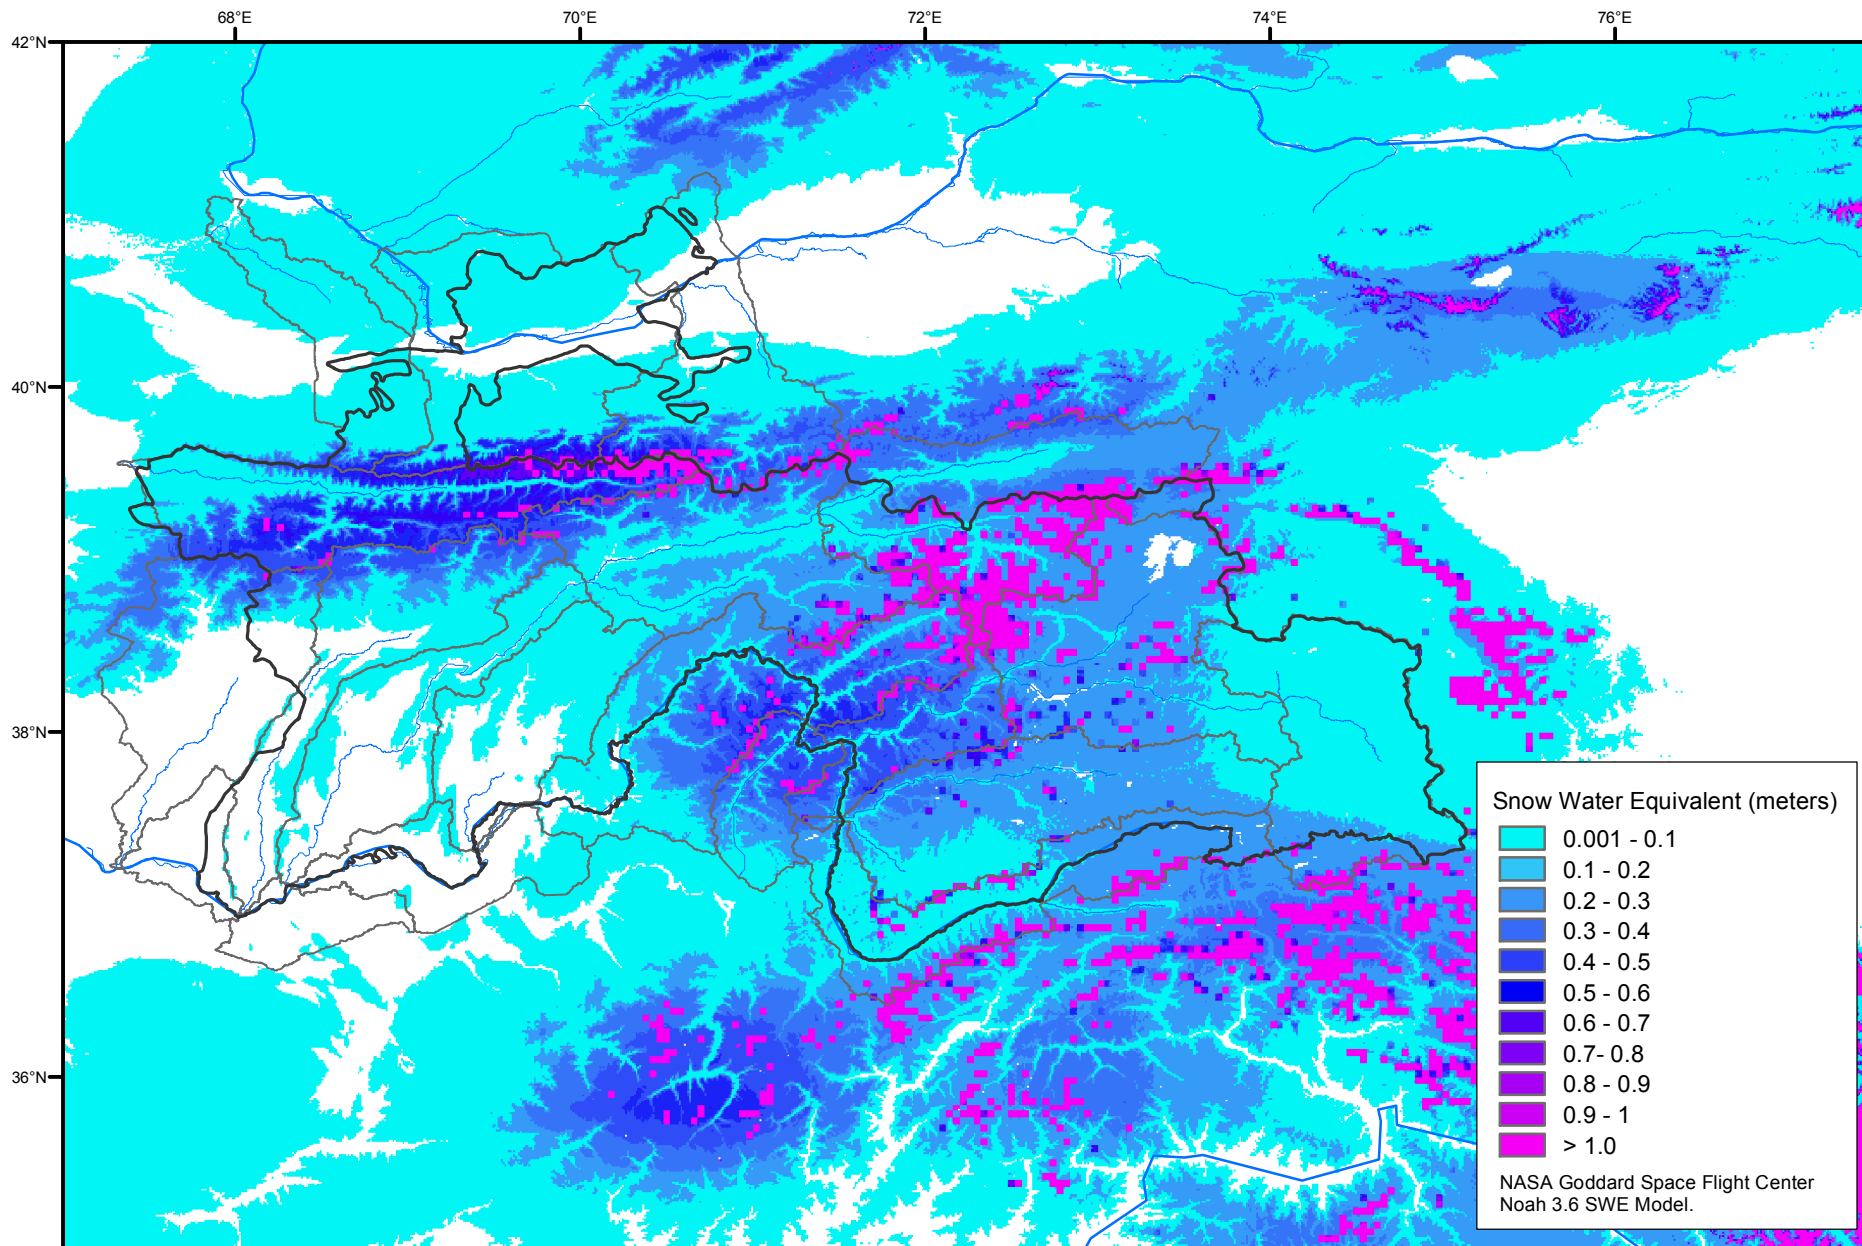 68°E
70°E
72°E
74°E
76°E
42°N
40°N
38°N
36°N
Snow Water Equivalent (meters)
0.001 - 0.1
0.1 - 0.2
0.2 - 0.3
0.3 - 0.4
0.4 - 0.5
0.5 - 0.6
0.6 - 0.7
0.7- 0.8
0.8 - 0.9
0.9 - 1
> 1.0
NASA Goddard Space Flight Center
Noah 3.6 SWE Model.